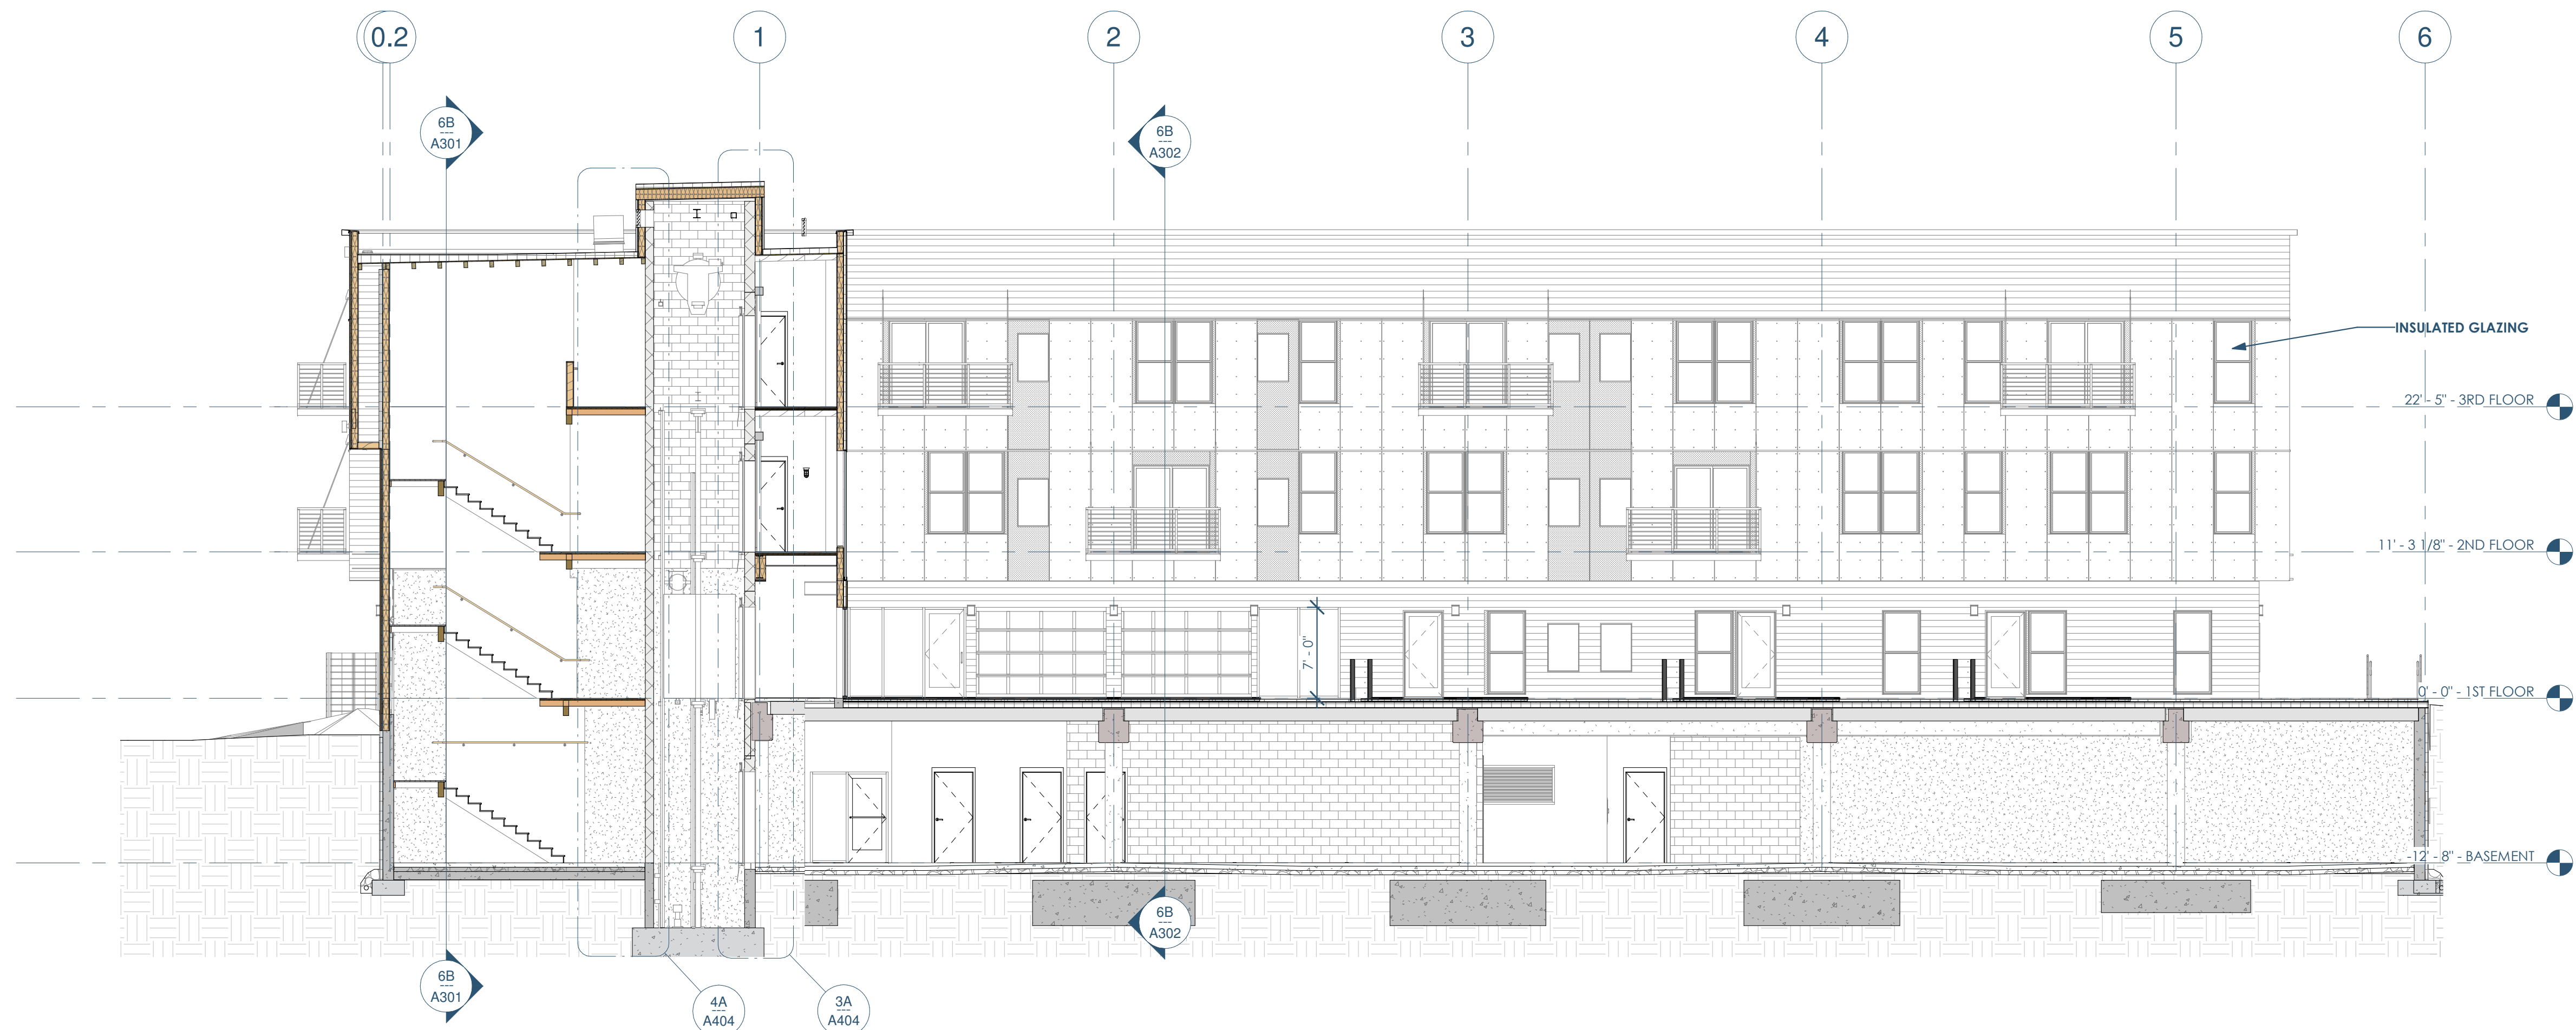 0.2
1
2
3
4
5
6
6B
---
A301
6B
---
A302
INSULATED GLAZING
22' - 5" - 3RD FLOOR
11' - 3 1/8" - 2ND FLOOR
7' - 0"
0' - 0" - 1ST FLOOR
-12' - 8" - BASEMENT
6B
---
A302
6B
---
A301
4A
---
A404
3A
---
A404